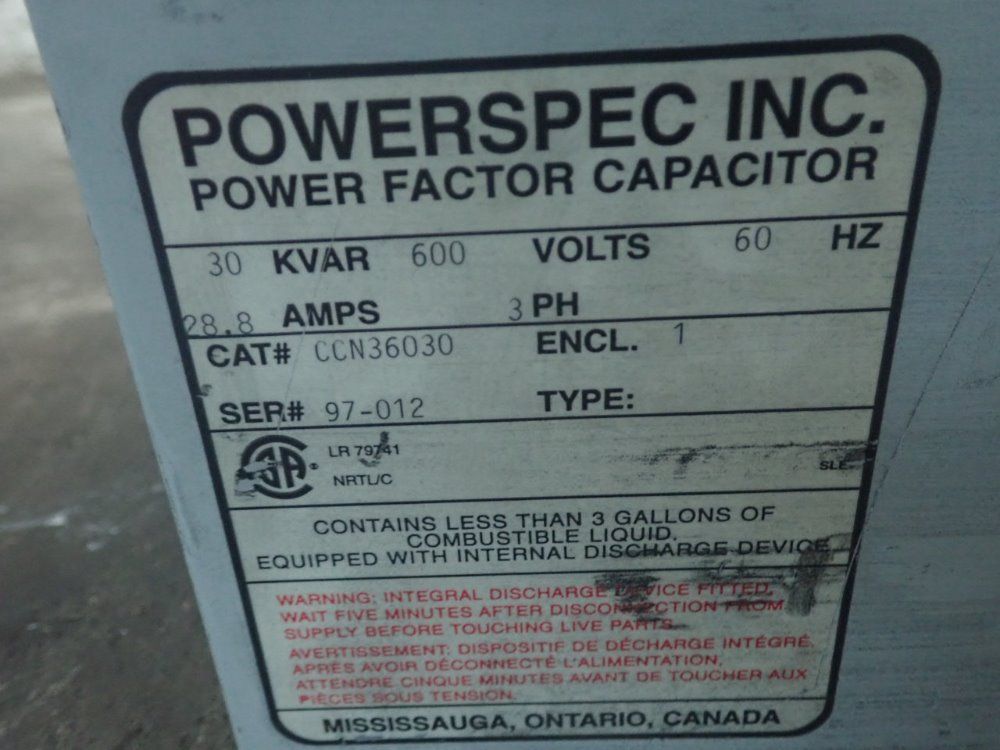 POWERSPEC INC.
POWER FACTOR CAPACITOR
30 KVAR 600 VOLTS 60 HZ
28.8 AMPS 3 PH
CAT# CCN36030 ENCL. 1
SER# 97-012 TYPE:
SA LR 79741
NRTL/C SLE
CONTAINS LESS THAN 3 GALLONS OF
COMBUSTIBLE LIQUID.
EQUIPPED WITH INTERNAL DISCHARGE DEVICE
WARNING: INTEGRAL DISCHARGE DEVICE FITTED,
WAIT FIVE MINUTES AFTER DISCONNECTION FROM
SUPPLY BEFORE TOUCHING LIVE PARTS.
AVERTISSEMENT: DISPOSITIF DE DÉCHARGE INTÉGRÉ,
APRÈS AVOIR DÉCONNECTÉ L'ALIMENTATION,
ATTENDRE CINQUE MINUTES AVANT DE TOUCHER AUX
PIÈCES SOUS TENSION.
MISSISSAUGA, ONTARIO, CANADA